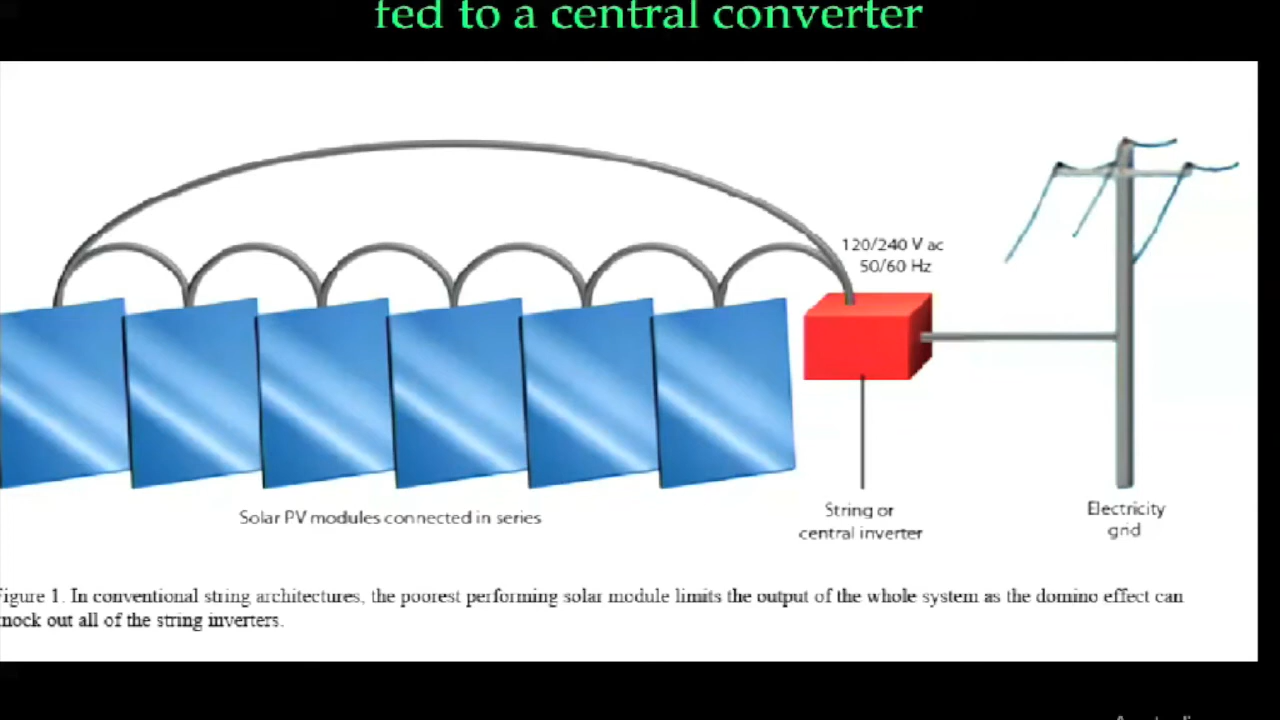 fed to a central converter
120/240 V ac
50/60 Hz
Solar PV modules connected in series
String or
central inverter
Electricity
grid
igure 1. In conventional string architectures, the poorest performing solar module limits the output of the whole system as the domino effect can
nock out all of the string inverters.